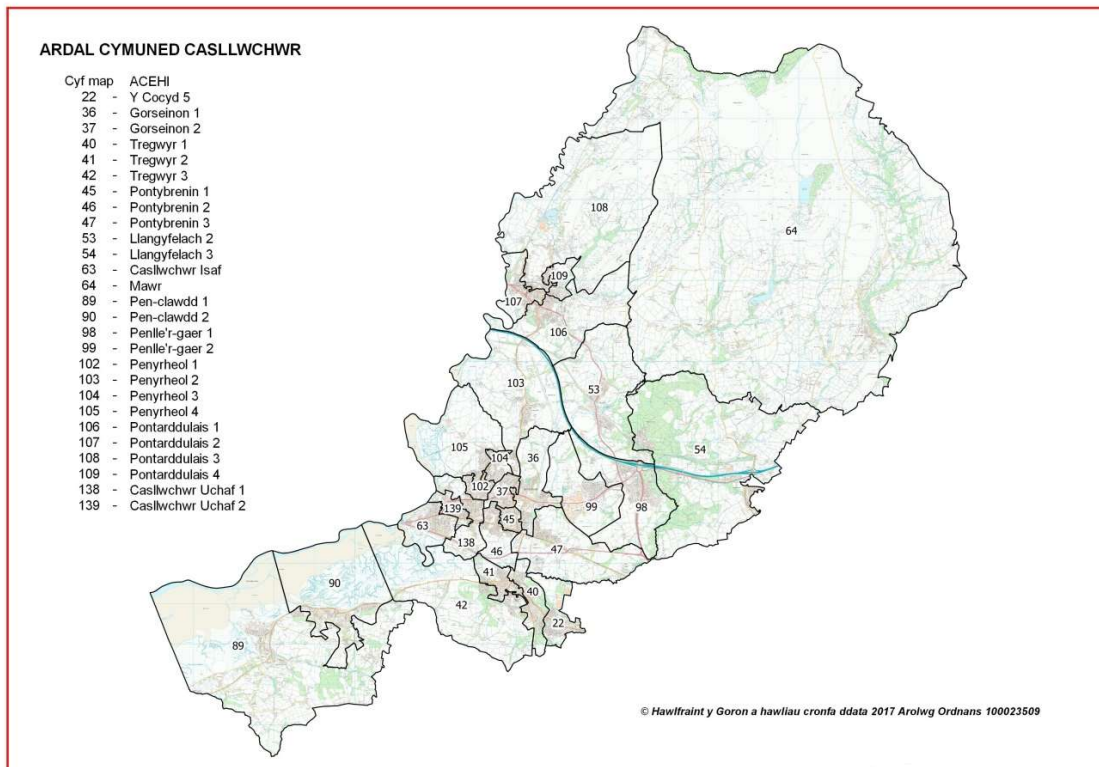 ARDAL CYMUNED CASLLWCHWR
Cyf map ACEHI
22 - Y Cocyd 5
36 - Gorseinon 1
37 - Gorseinon 2
40 - Tregwyr 1
41 - Tregwyr 2
42 - Tregwyr 3
45 - Pontybrenin 1
46 - Pontybrenin 2
47 - Pontybrenin 3
53 - Llangyfelach 2
54 - Llangyfelach 3
63 - Casllwchwr Isaf
64 - Mawr
89 - Pen-clawdd 1
90 - Pen-clawdd 2
98 - Penlle'r-gaer 1
99 - Penlle'r-gaer 2
102 - Penyrheol 1
103 - Penyrheol 2
104 - Penyrheol 3
105 - Penyrheol 4
106 - Pontarddulais 1
107 - Pontarddulais 2
108 - Pontarddulais 3
109 - Pontarddulais 4
138 - Casllwchwr Uchaf 1
139 - Casllwchwr Uchaf 2
108
64
109
107
106
103
53
105
104
36
54
102
37
99
98
139
45
63
138
46
47
41
90
40
42
22
89
© Hawlfraint y Goron a hawliau cronfa ddata 2017 Arolwg Ordnans 100023509